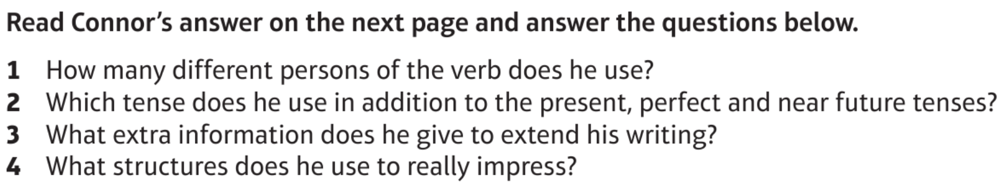 Read Connor’s answer on the next page and answer the questions below.
1 How many different persons of the verb does he use?
2 Which tense does he use in addition to the present, perfect and near future tenses?
3 What extra information does he give to extend his writing?
4 What structures does he use to really impress?